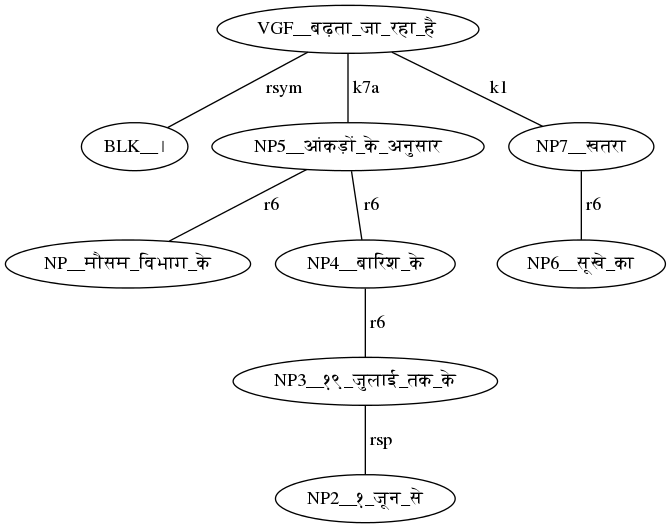 VGF__बढ़ता_जा_रहा_है
rsym
k7a
k1
BLK__।
NP5__आंकड़ों_के_अनुसार
NP7__खतरा
r6
r6
r6
NP__मौसम_विभाग_के
NP4__बारिश_के
NP6__सूखे_का
r6
NP3__१९_जुलाई_तक_के
rsp
NP2__१_जून_से